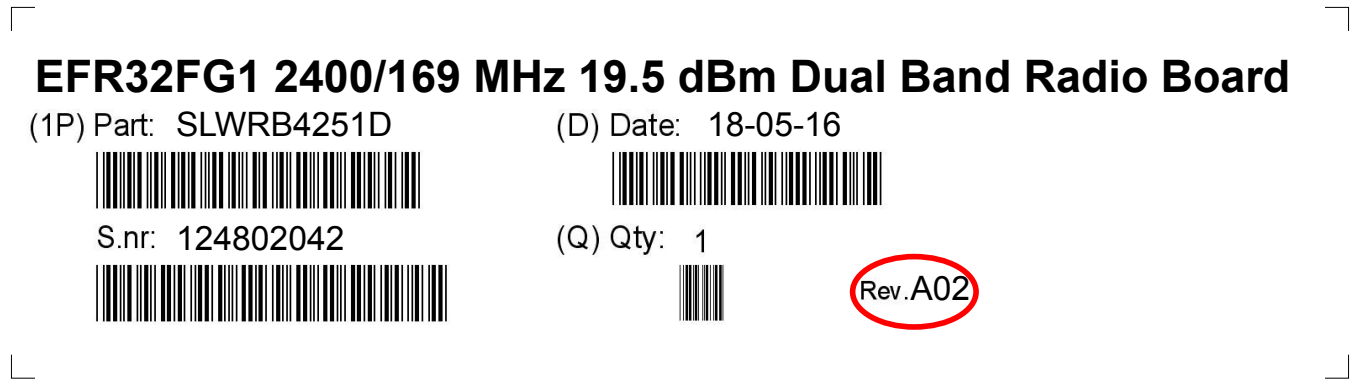 EFR32FG1 2400/169 MHz 19.5 dBm Dual Band Radio Board
(1P) Part: SLWRB4251D (D) Date: 18-05-16
S.nr: 124802042 (Q) Qty: 1
Rev.A02